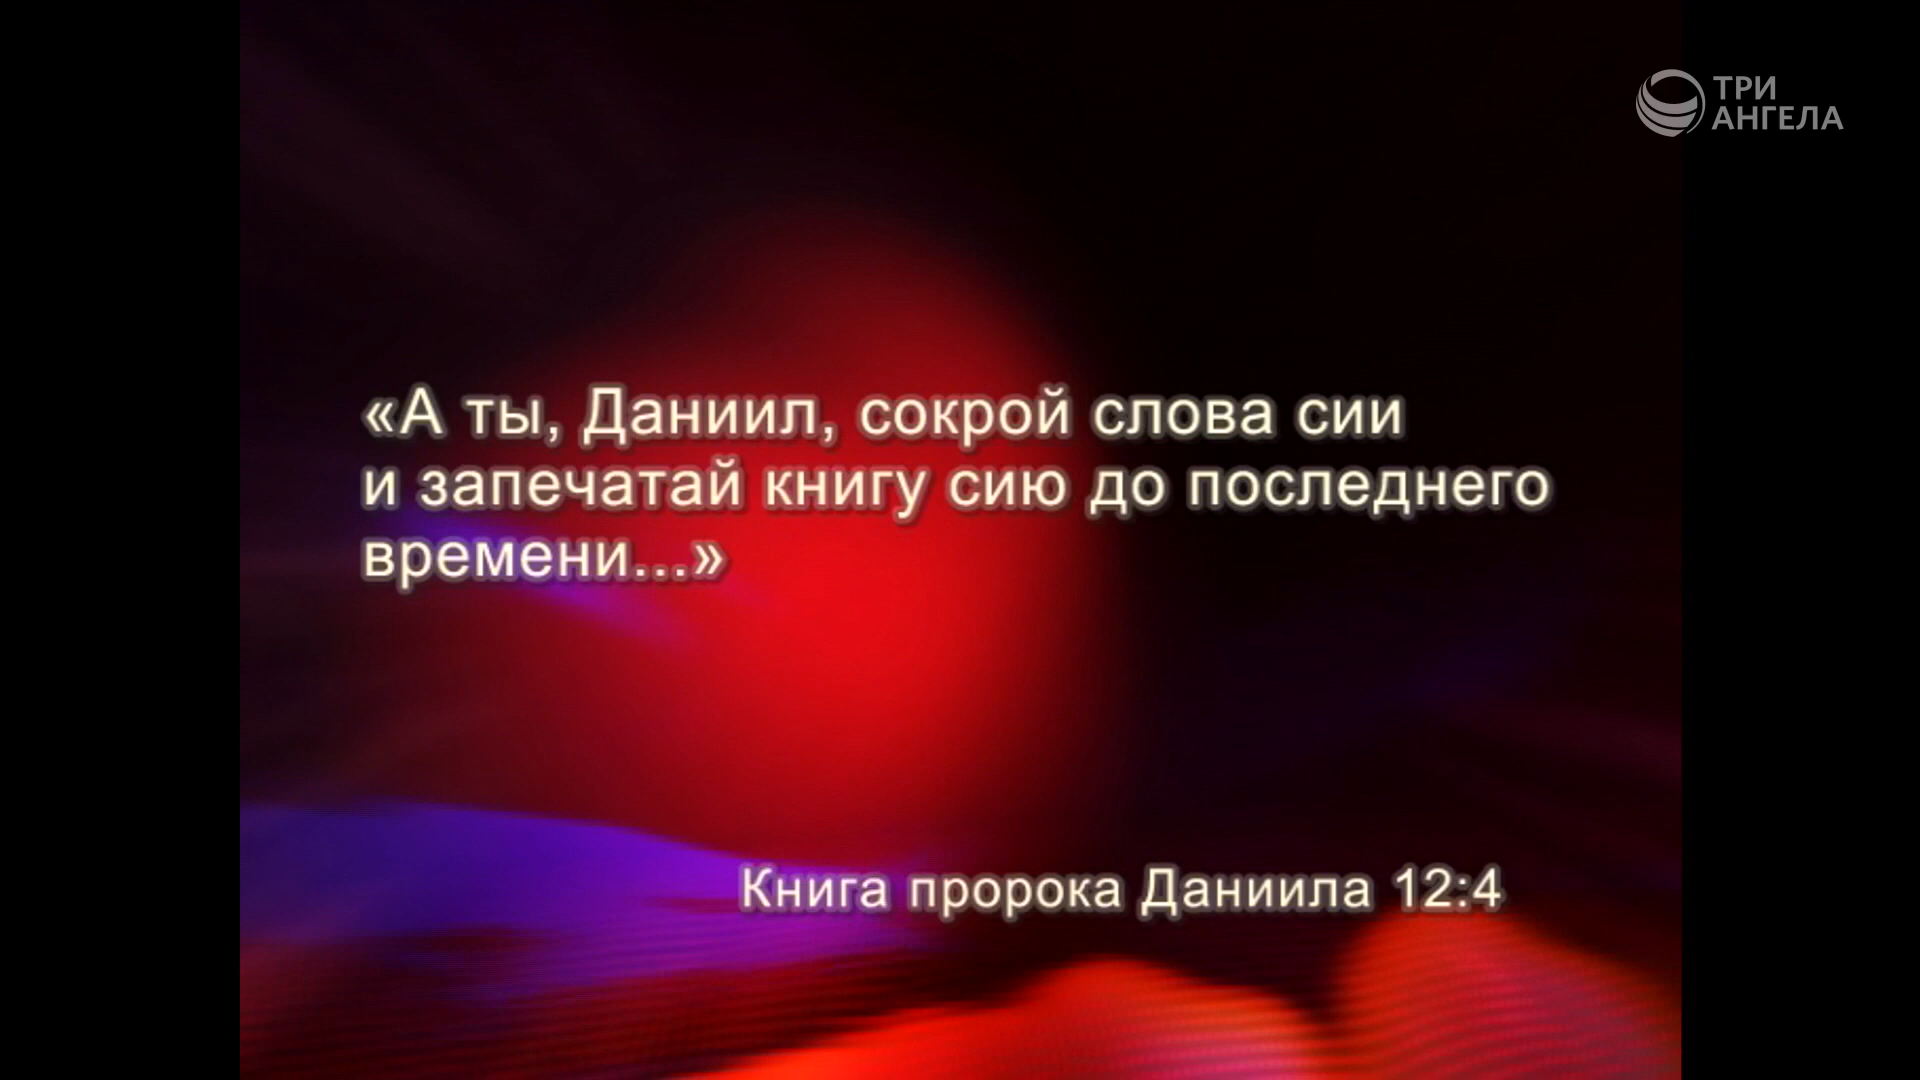 ТРИ
АНГЕЛА
«А ты, Даниил, сокрой слова сии
и запечатай книгу сию до последнего
времени...»
Книга пророка Даниила 12:4